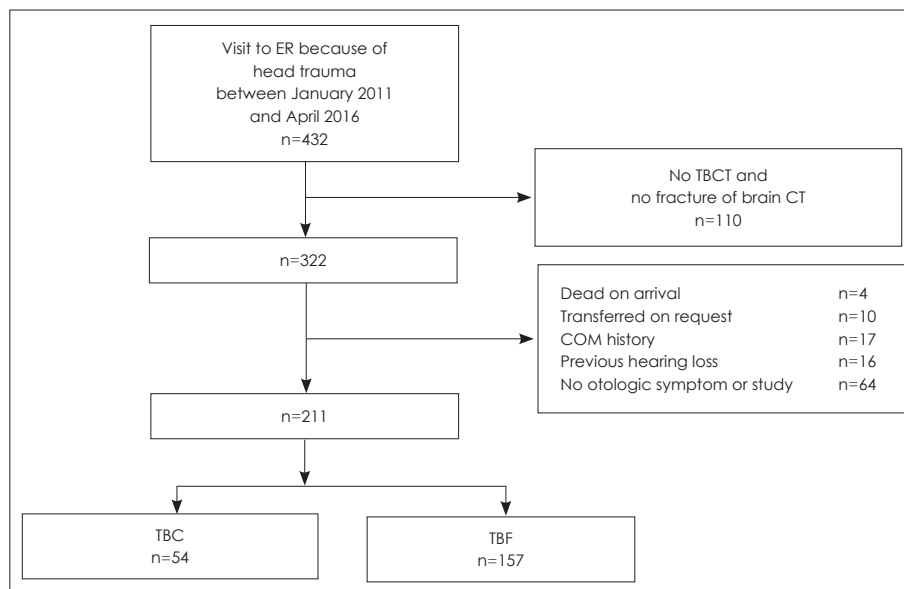 Visit to ER because of
head trauma
between January 2011
and April 2016
n=432
No TBCT and
no fracture of brain CT
n=110
n=322
Dead on arrival n=4
Transferred on request n=10
COM history n=17
Previous hearing loss n=16
No otologic symptom or study n=64
n=211
TBC
n=54
TBF
n=157